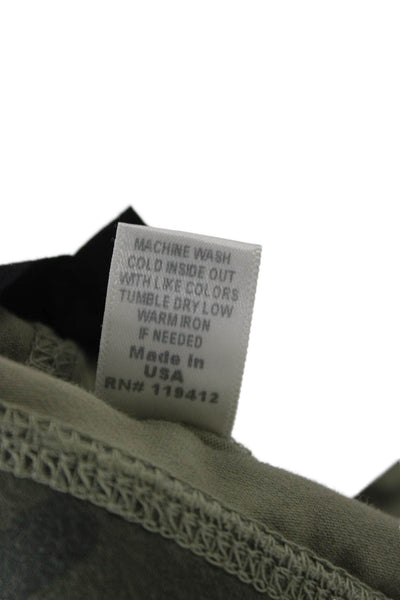 MACHINE WASH
COLD INSIDE OUT
WITH LIKE COLORS
TUMBLE DRY LOW
WARM IRON
IF NEEDED
Made in
USA
RN# 119412